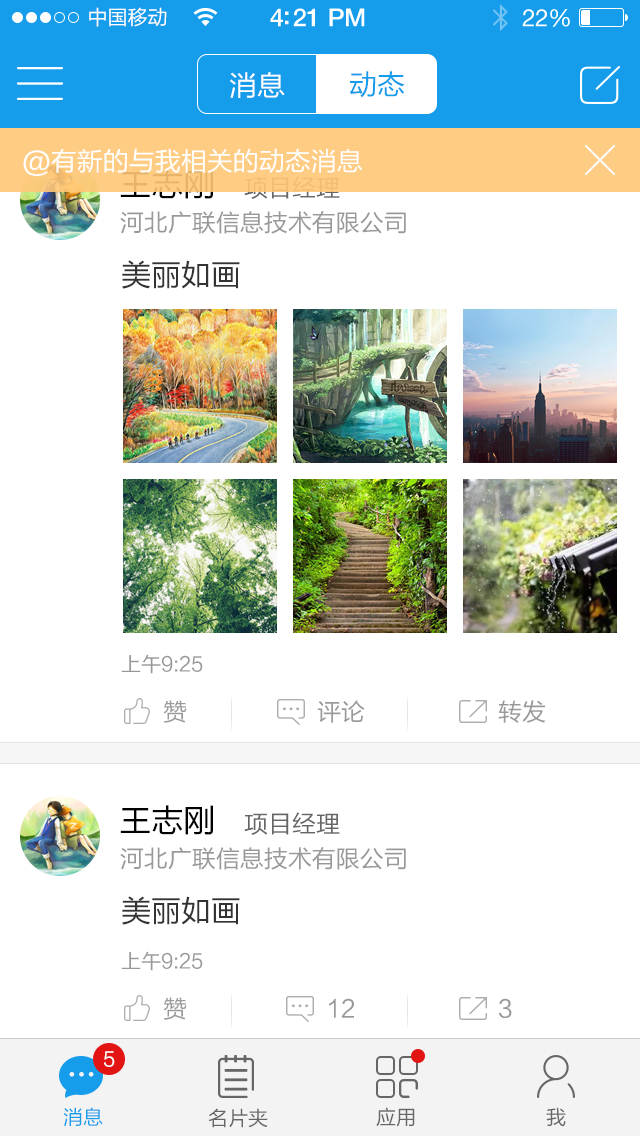 中国移动 4:21 PM 22%
消息 动态
@有新的与我相关的动态消息
王志刚 项目经理
河北广联信息技术有限公司
美丽如画
上午9:25
赞 评论 转发
王志刚 项目经理
河北广联信息技术有限公司
美丽如画
上午9:25
赞 12 3
5
消息 名片夹 应用 我